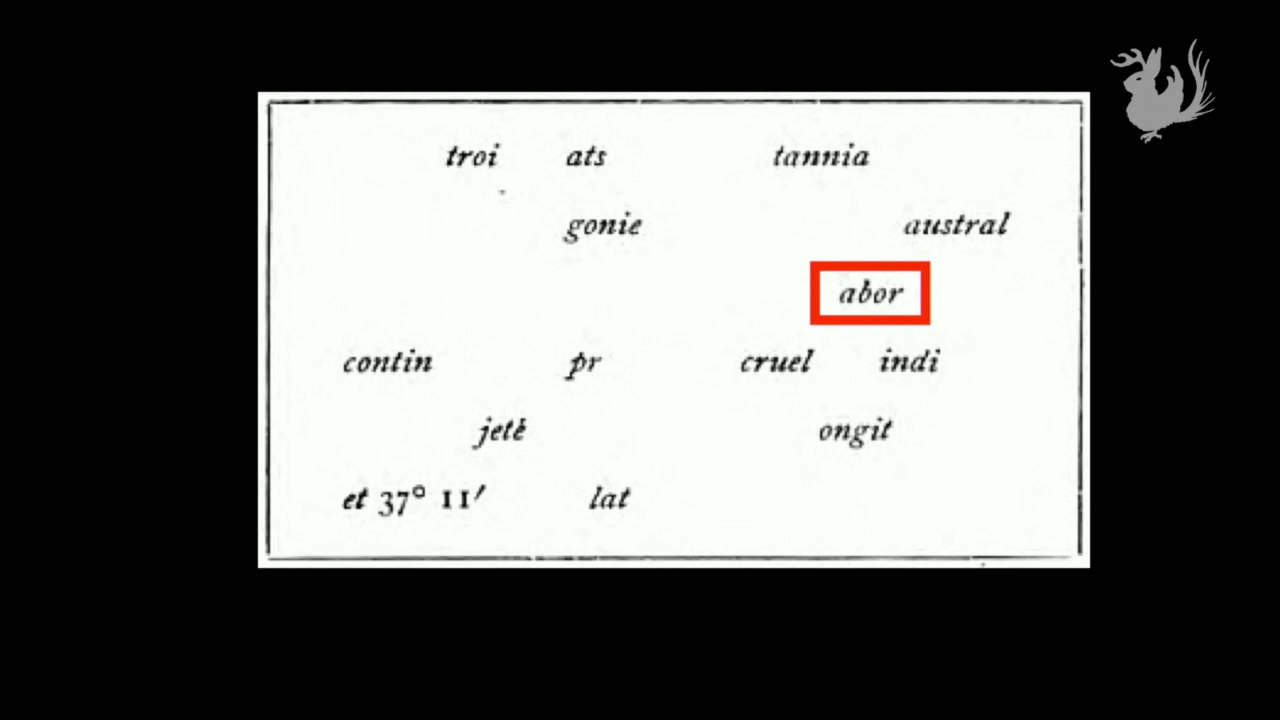 troi ats tannia
gonie austral
abor
contin pr cruel indi
jeté ongit
et 37° 11′ lat